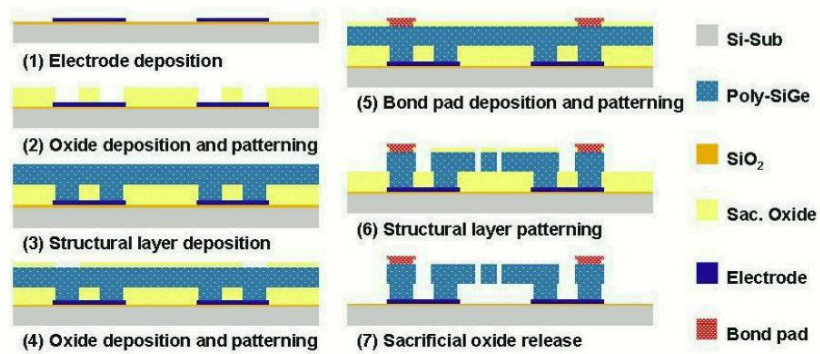 (1) Electrode deposition
(2) Oxide deposition and patterning
(3) Structural layer deposition
(4) Oxide deposition and patterning
(5) Bond pad deposition and patterning
(6) Structural layer patterning
(7) Sacrificial oxide release
Si-Sub
Poly-SiGe
SiO₂
Sac. Oxide
Electrode
Bond pad